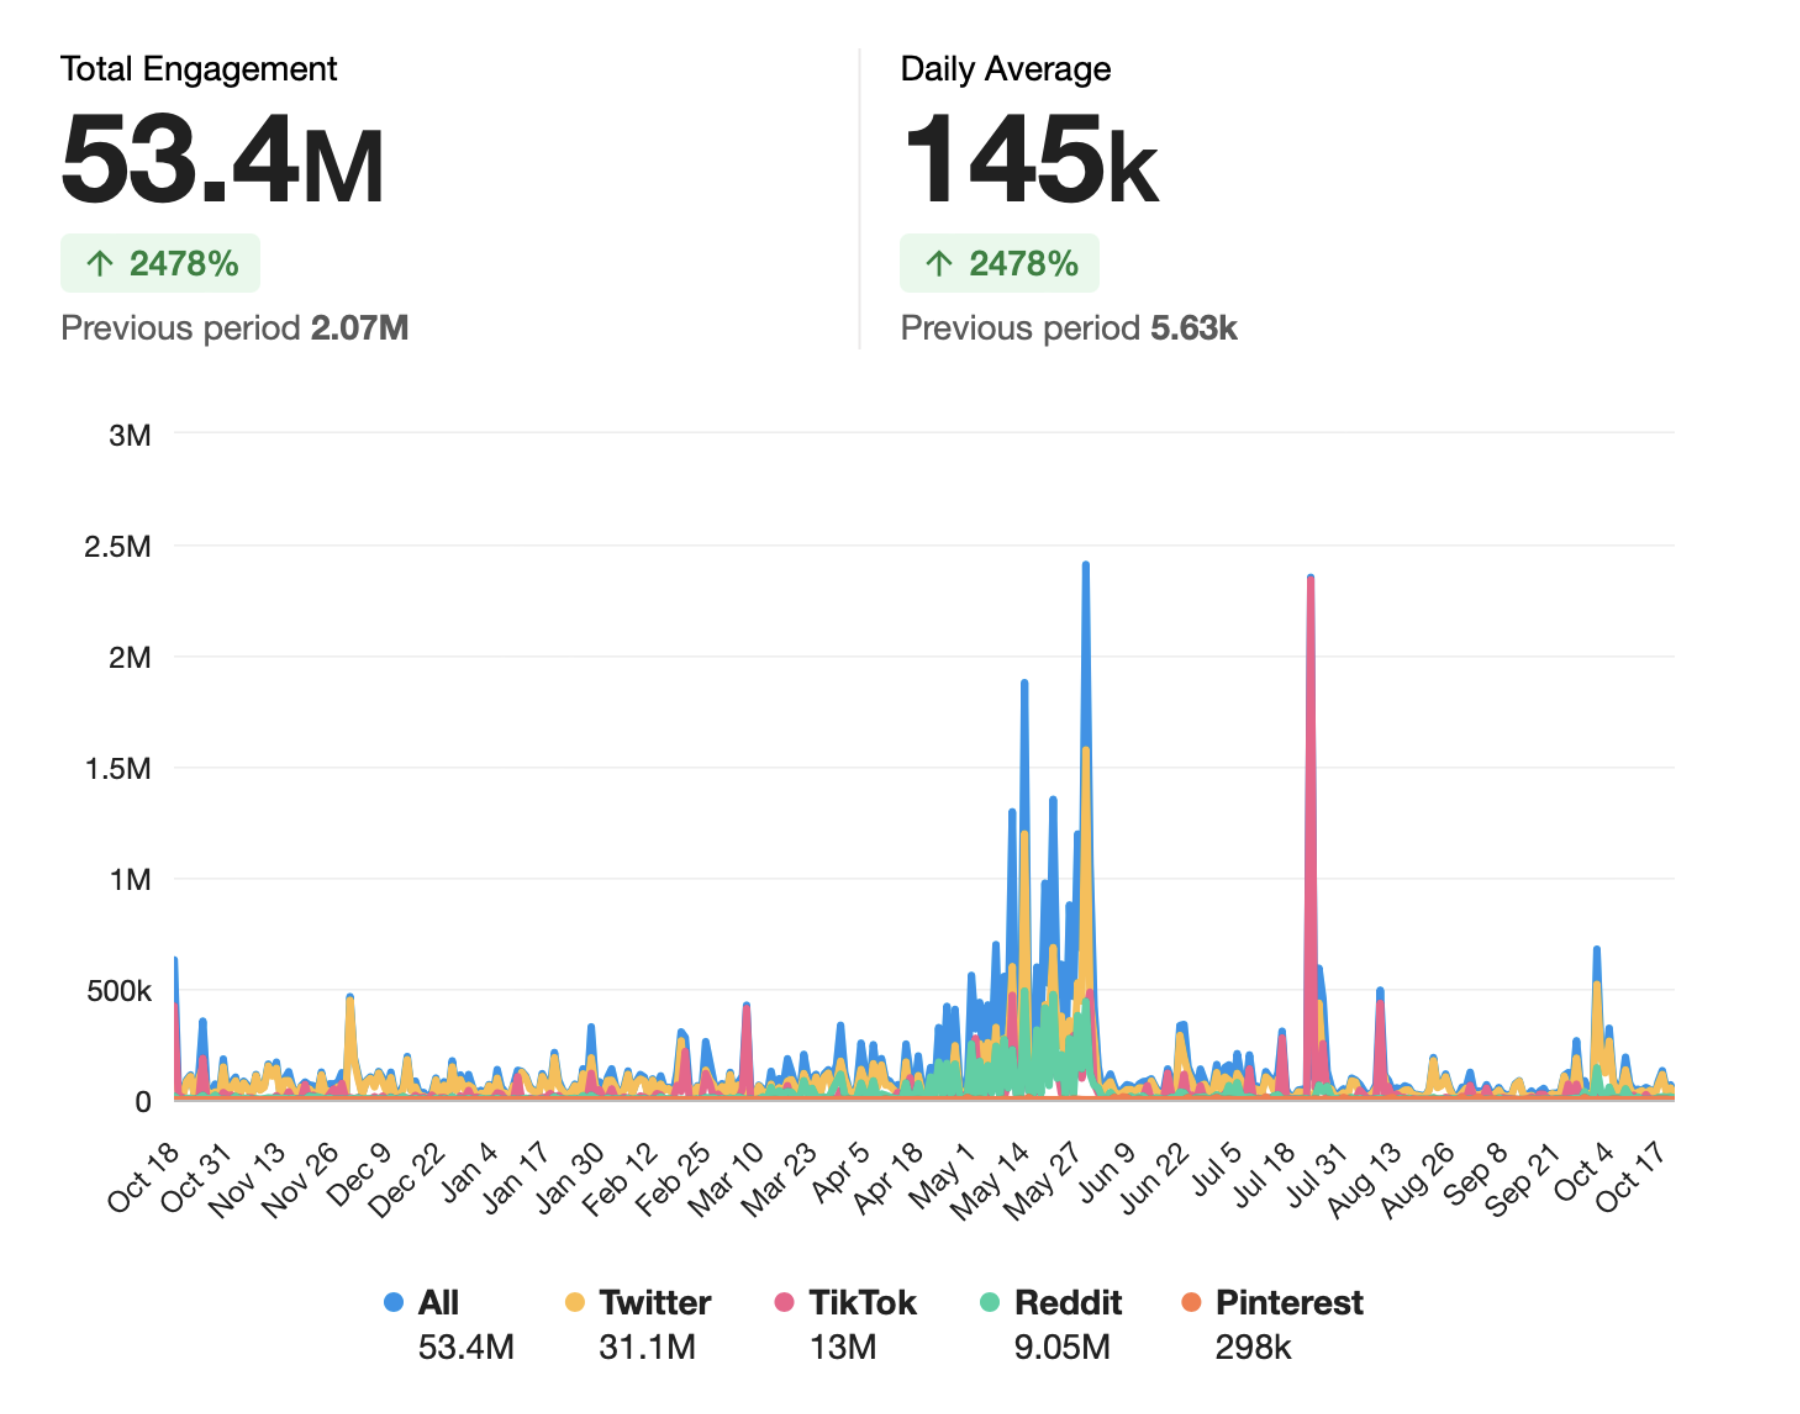 Total Engagement
53.4M
↑ 2478%
Previous period 2.07M
Daily Average
145k
↑ 2478%
Previous period 5.63k
3M
2.5M
2M
1.5M
1M
500k
0
Oct 18
Oct 31
Nov 13
Nov 26
Dec 9
Dec 22
Jan 4
Jan 17
Jan 30
Feb 12
Feb 25
Mar 10
Mar 23
Apr 5
Apr 18
May 1
May 14
May 27
Jun 9
Jun 22
Jul 5
Jul 18
Jul 31
Aug 13
Aug 26
Sep 8
Sep 21
Oct 4
Oct 17
All
53.4M
Twitter
31.1M
TikTok
13M
Reddit
9.05M
Pinterest
298k